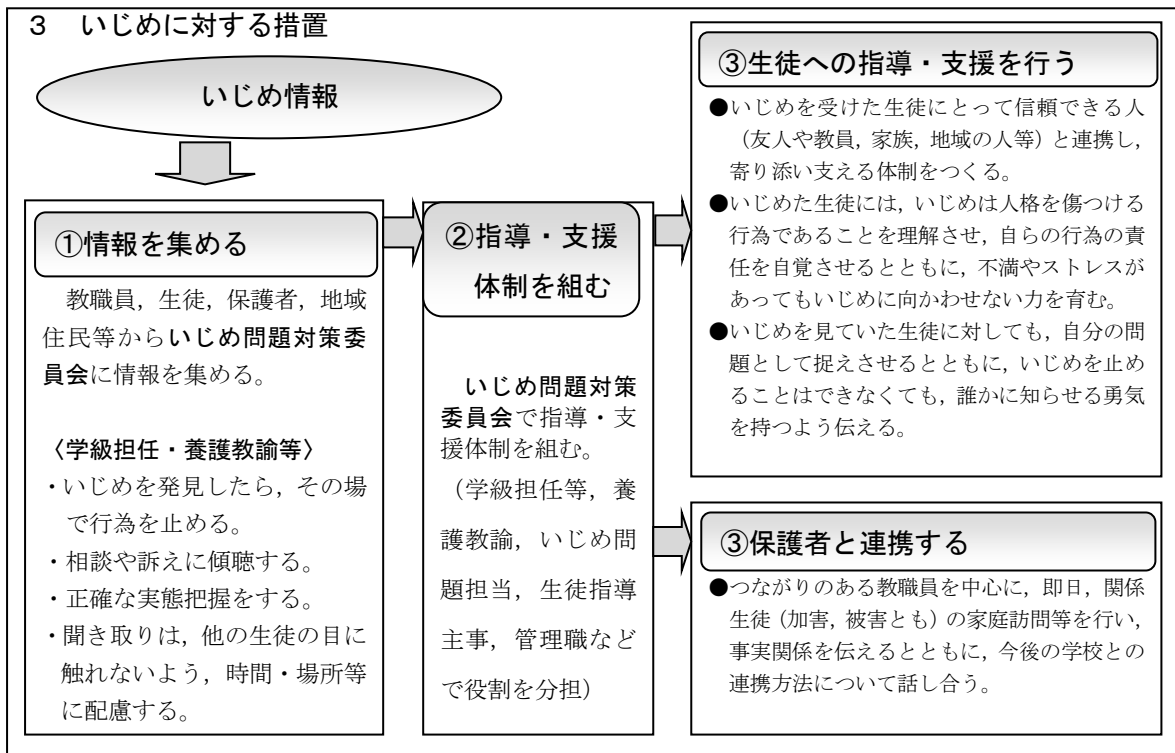 ３　いじめに対する措置
いじめ情報
①情報を集める
教職員，生徒，保護者，地域
住民等からいじめ問題対策委
員会に情報を集める。
〈学級担任・養護教諭等〉
・いじめを発見したら，その場
で行為を止める。
・相談や訴えに傾聴する。
・正確な実態把握をする。
・聞き取りは，他の生徒の目に
触れないよう，時間・場所等
に配慮する。
②指導・支援
体制を組む
いじめ問題対策
委員会で指導・支
援体制を組む。
（学級担任等，養
護教諭，いじめ問
題担当，生徒指導
主事，管理職など
で役割を分担）
③生徒への指導・支援を行う
●いじめを受けた生徒にとって信頼できる人
（友人や教員，家族，地域の人等）と連携し，
寄り添い支える体制をつくる。
●いじめた生徒には，いじめは人格を傷つける
行為であることを理解させ，自らの行為の責
任を自覚させるとともに，不満やストレスが
あってもいじめに向かわせない力を育む。
●いじめを見ていた生徒に対しても，自分の問
題として捉えさせるとともに，いじめを止め
ることはできなくても，誰かに知らせる勇気
を持つよう伝える。
③保護者と連携する
●つながりのある教職員を中心に，即日，関係
生徒（加害，被害とも）の家庭訪問等を行い，
事実関係を伝えるとともに，今後の学校との
連携方法について話し合う。